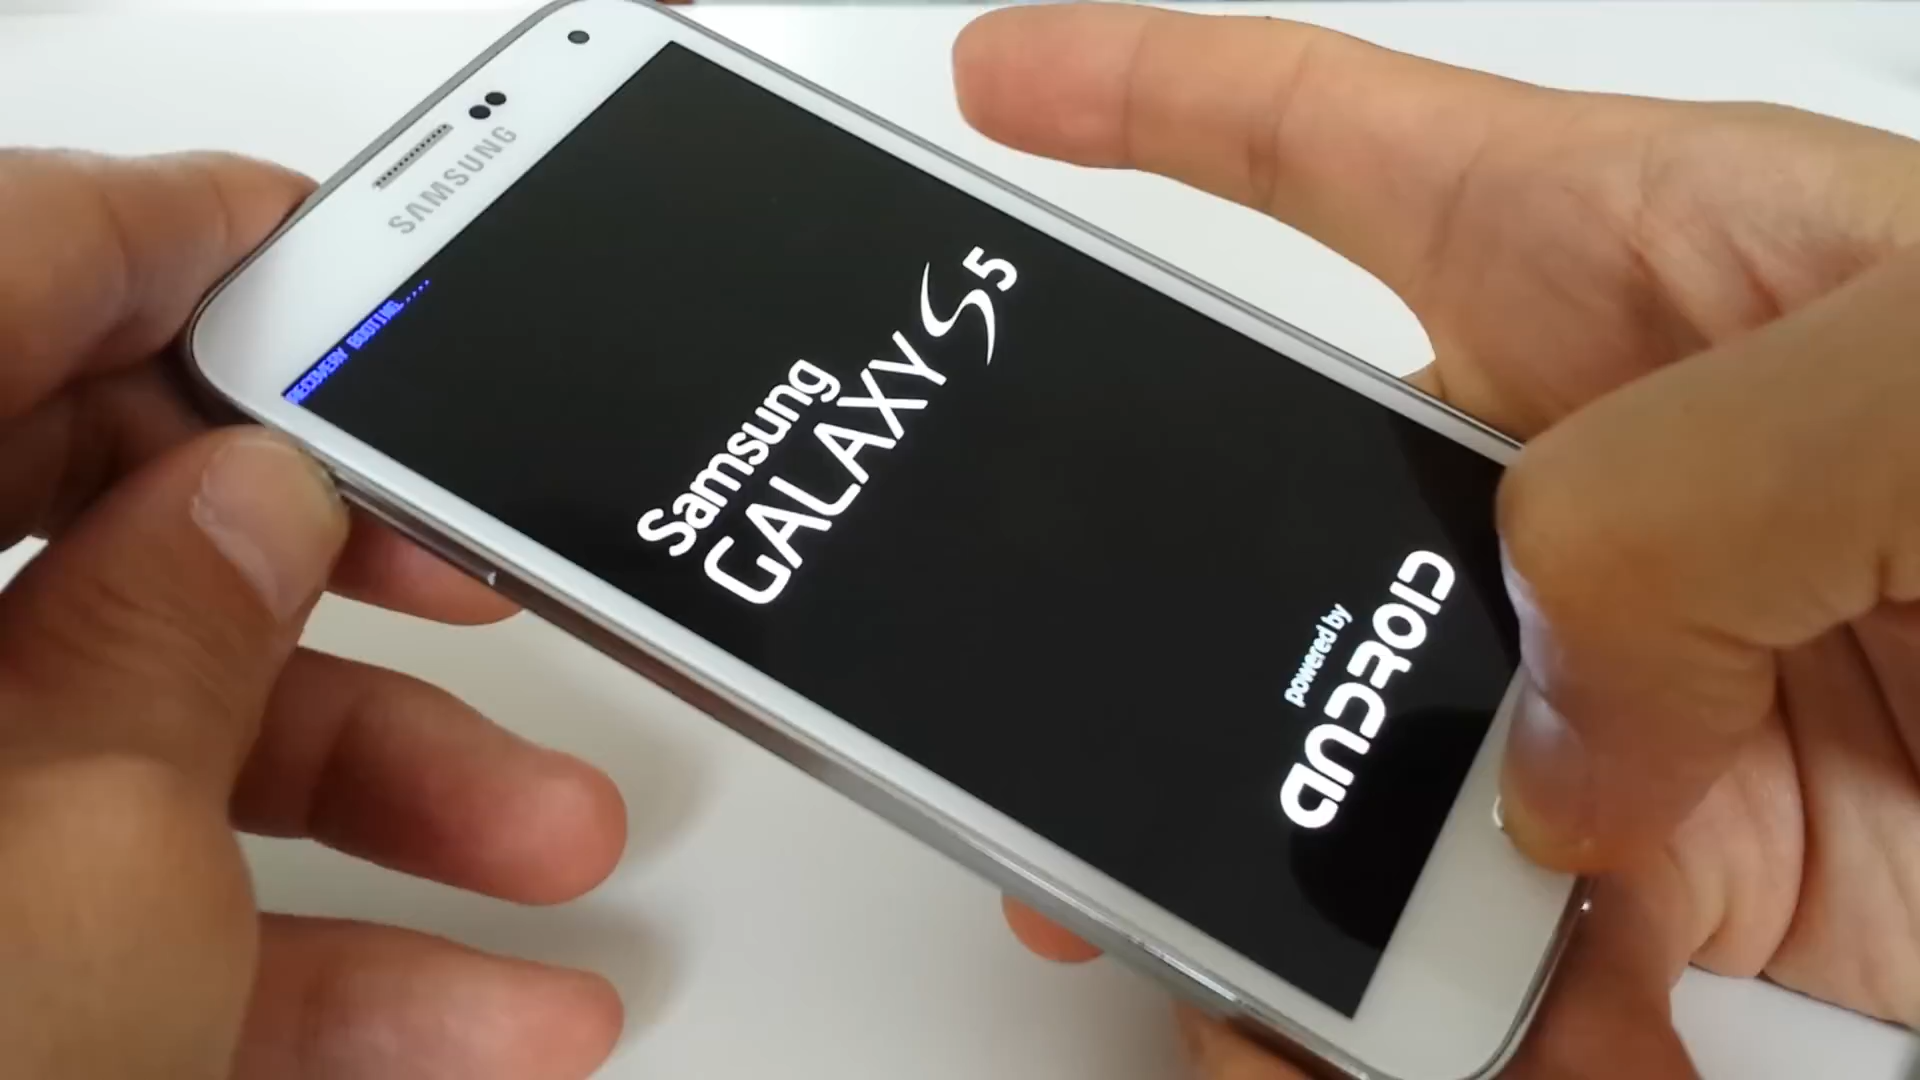 SAMSUNG
RECOVERY BOOTING....
Samsung
GALAXY S5
powered by
ANDROID